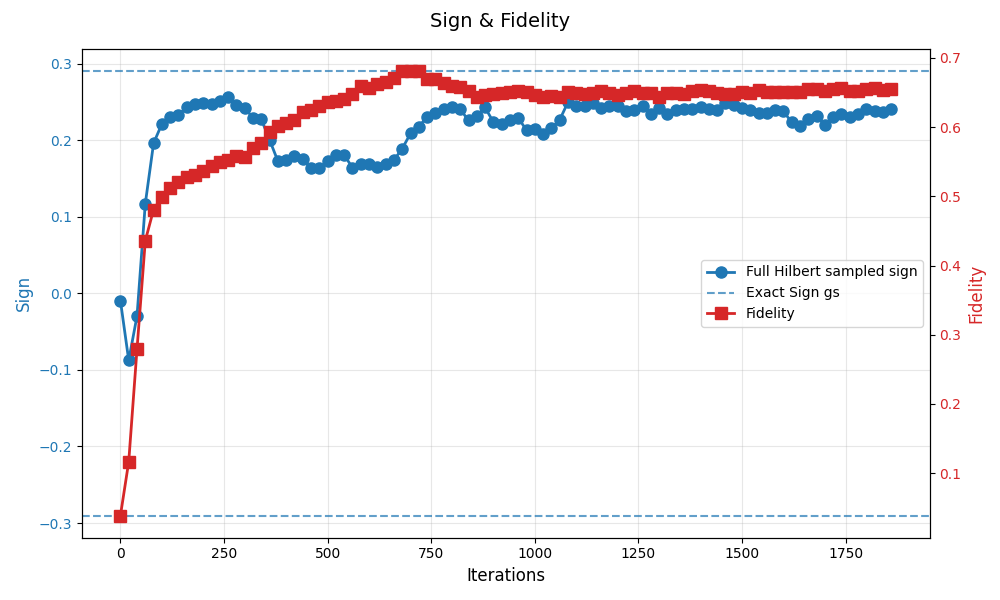 Sign & Fidelity
0.3
0.2
0.1
0.0
−0.1
−0.2
−0.3
Sign
0.7
0.6
0.5
0.4
0.3
0.2
0.1
Fidelity
Full Hilbert sampled sign
Exact Sign gs
Fidelity
0 250 500 750 1000 1250 1500 1750
Iterations